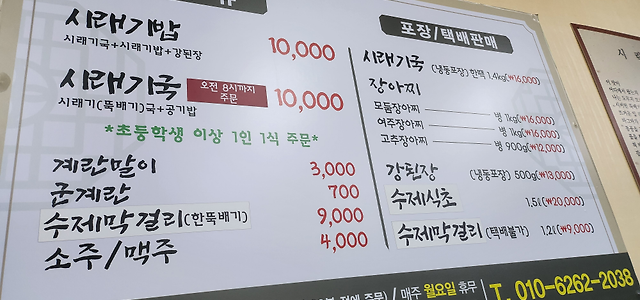 시래기밥 10,000
시래기국+시래기밥+강된장
시래기국 오전 8시까지 주문 10,000
시래기(뚝배기)국+공기밥
*초등학생 이상 1인 1식 주문*
계란말이 3,000
군계란 700
수제막걸리(한뚝배기) 9,000
소주/맥주 4,000
포장/택배판매
시래기국 (냉동포장) 한팩 1.4kg(₩16,000)
장아찌
모듬장아찌 병 1kg(₩16,000)
여주장아찌 병 1kg(₩16,000)
고추장아찌 병 900g(₩12,000)
강된장 (냉동포장) 500g(₩13,000)
수제식초 1.5ℓ(₩20,000)
수제막걸리 (택배불가) 1.2ℓ(₩9,000)
주문) / 매주 월요일 휴무 T. 010-6262-2038